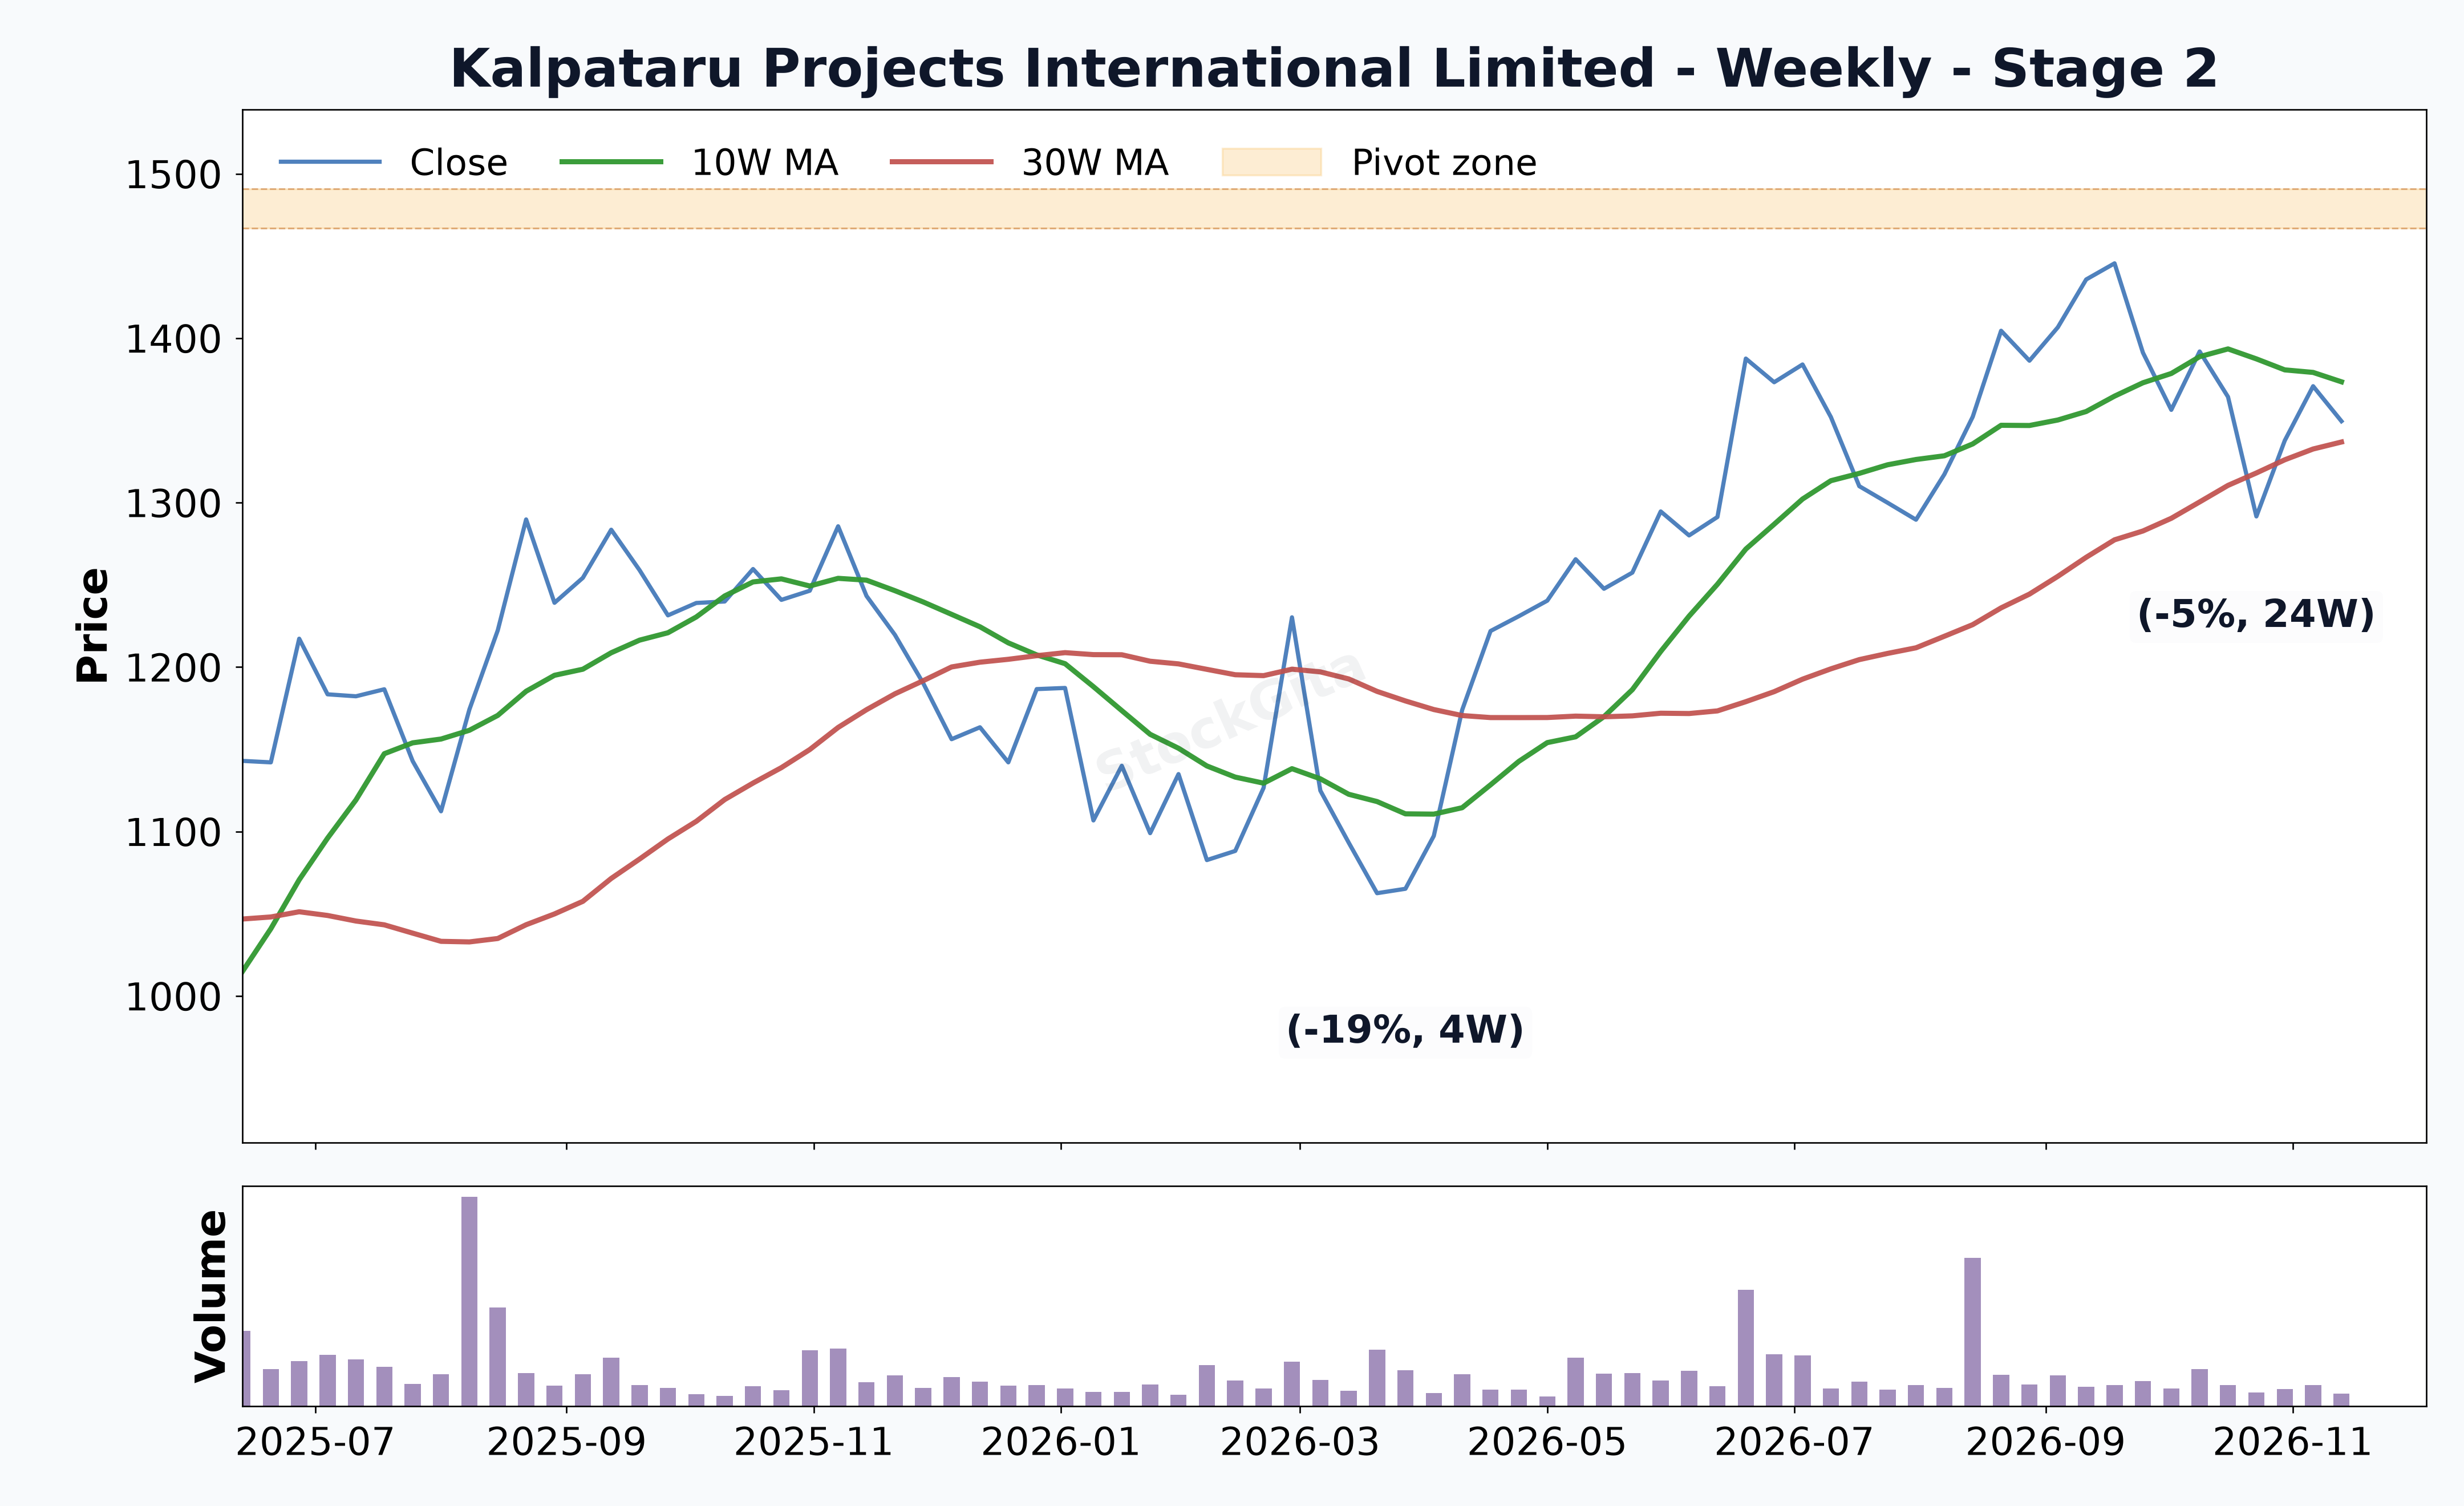 Kalpataru Projects International Limited - Weekly - Stage 2
Close 10W MA 30W MA Pivot zone
1500
1400
1300
1200
1100
1000
Price
StockGita
(-5%, 24W)
(-19%, 4W)
Volume
2025-07 2025-09 2025-11 2026-01 2026-03 2026-05 2026-07 2026-09 2026-11